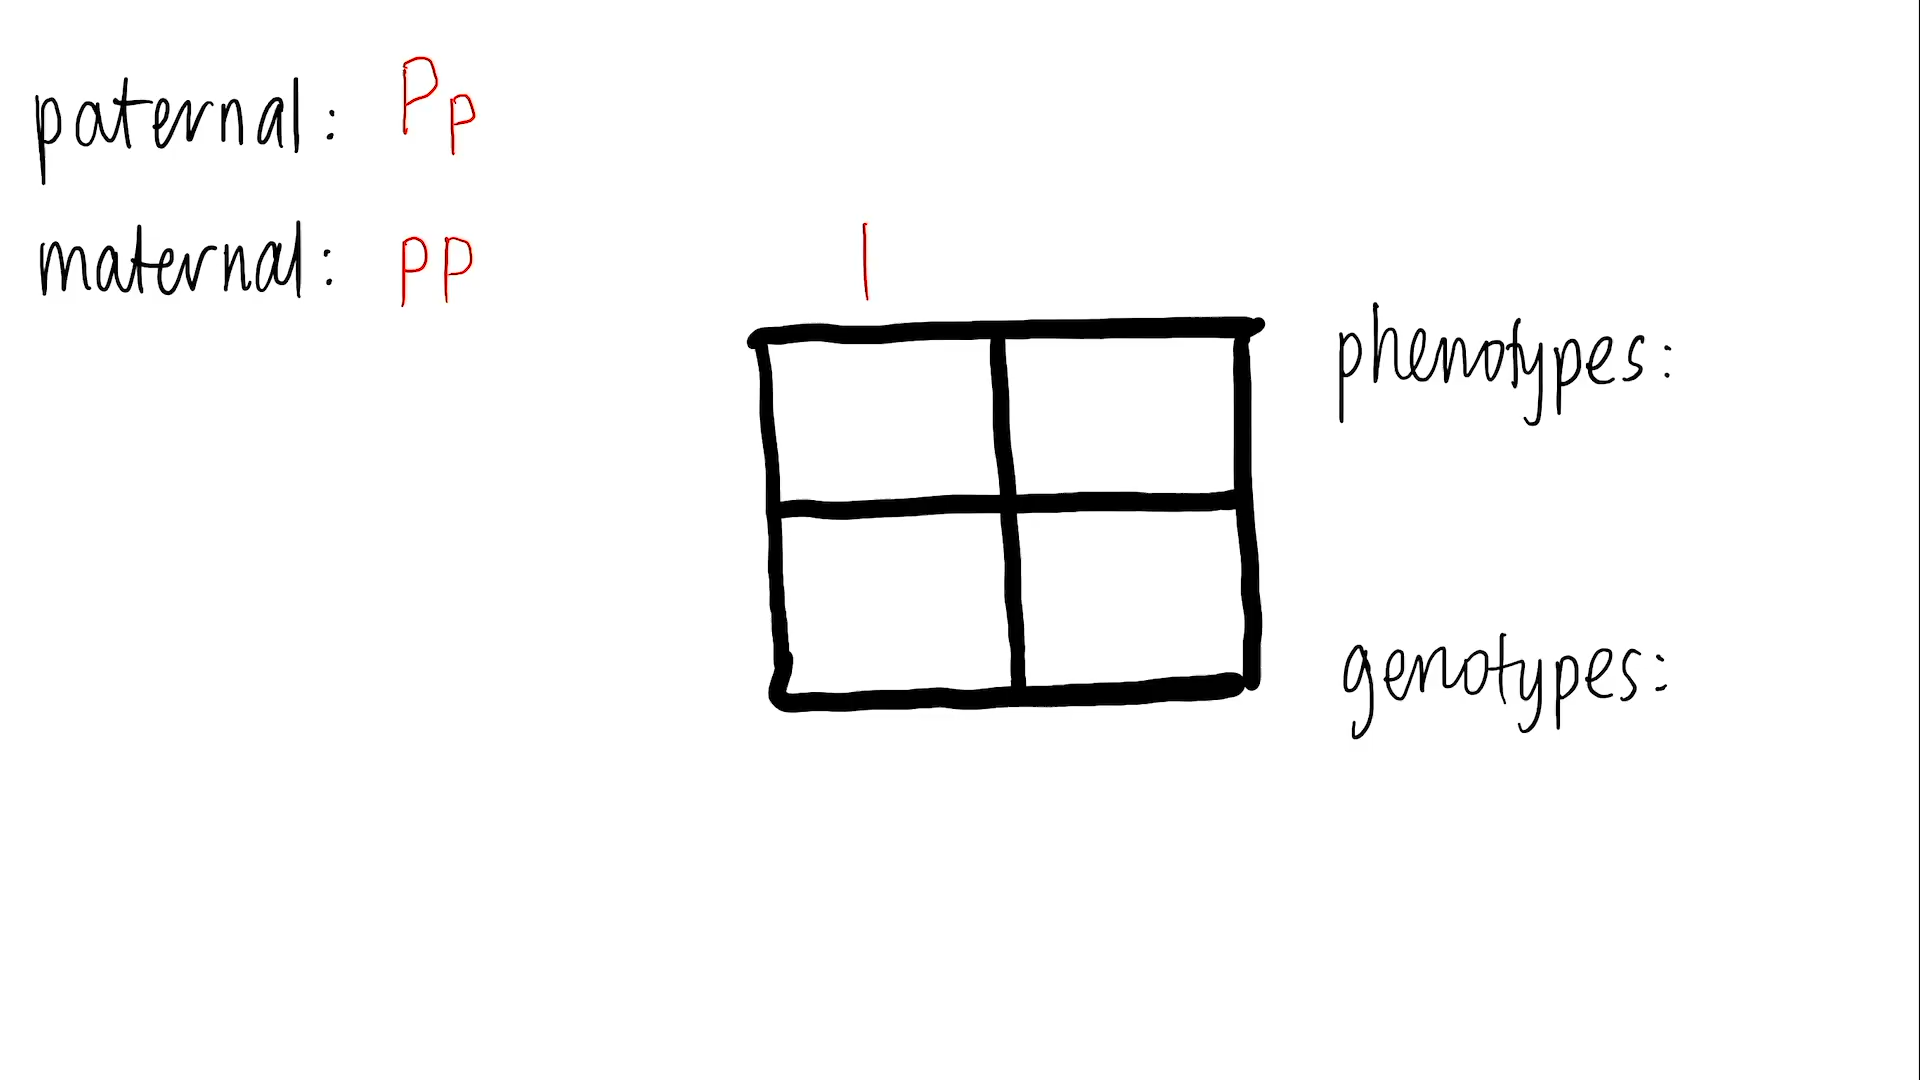 paternal: Pp
maternal: pp
phenotypes:
genotypes: